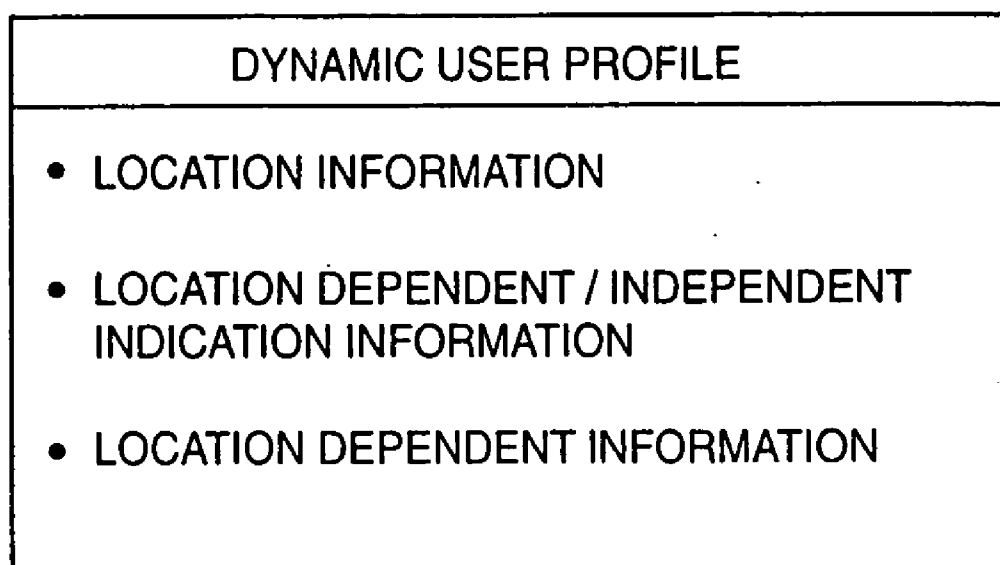 DYNAMIC USER PROFILE
• LOCATION INFORMATION
• LOCATION DEPENDENT / INDEPENDENT
INDICATION INFORMATION
• LOCATION DEPENDENT INFORMATION